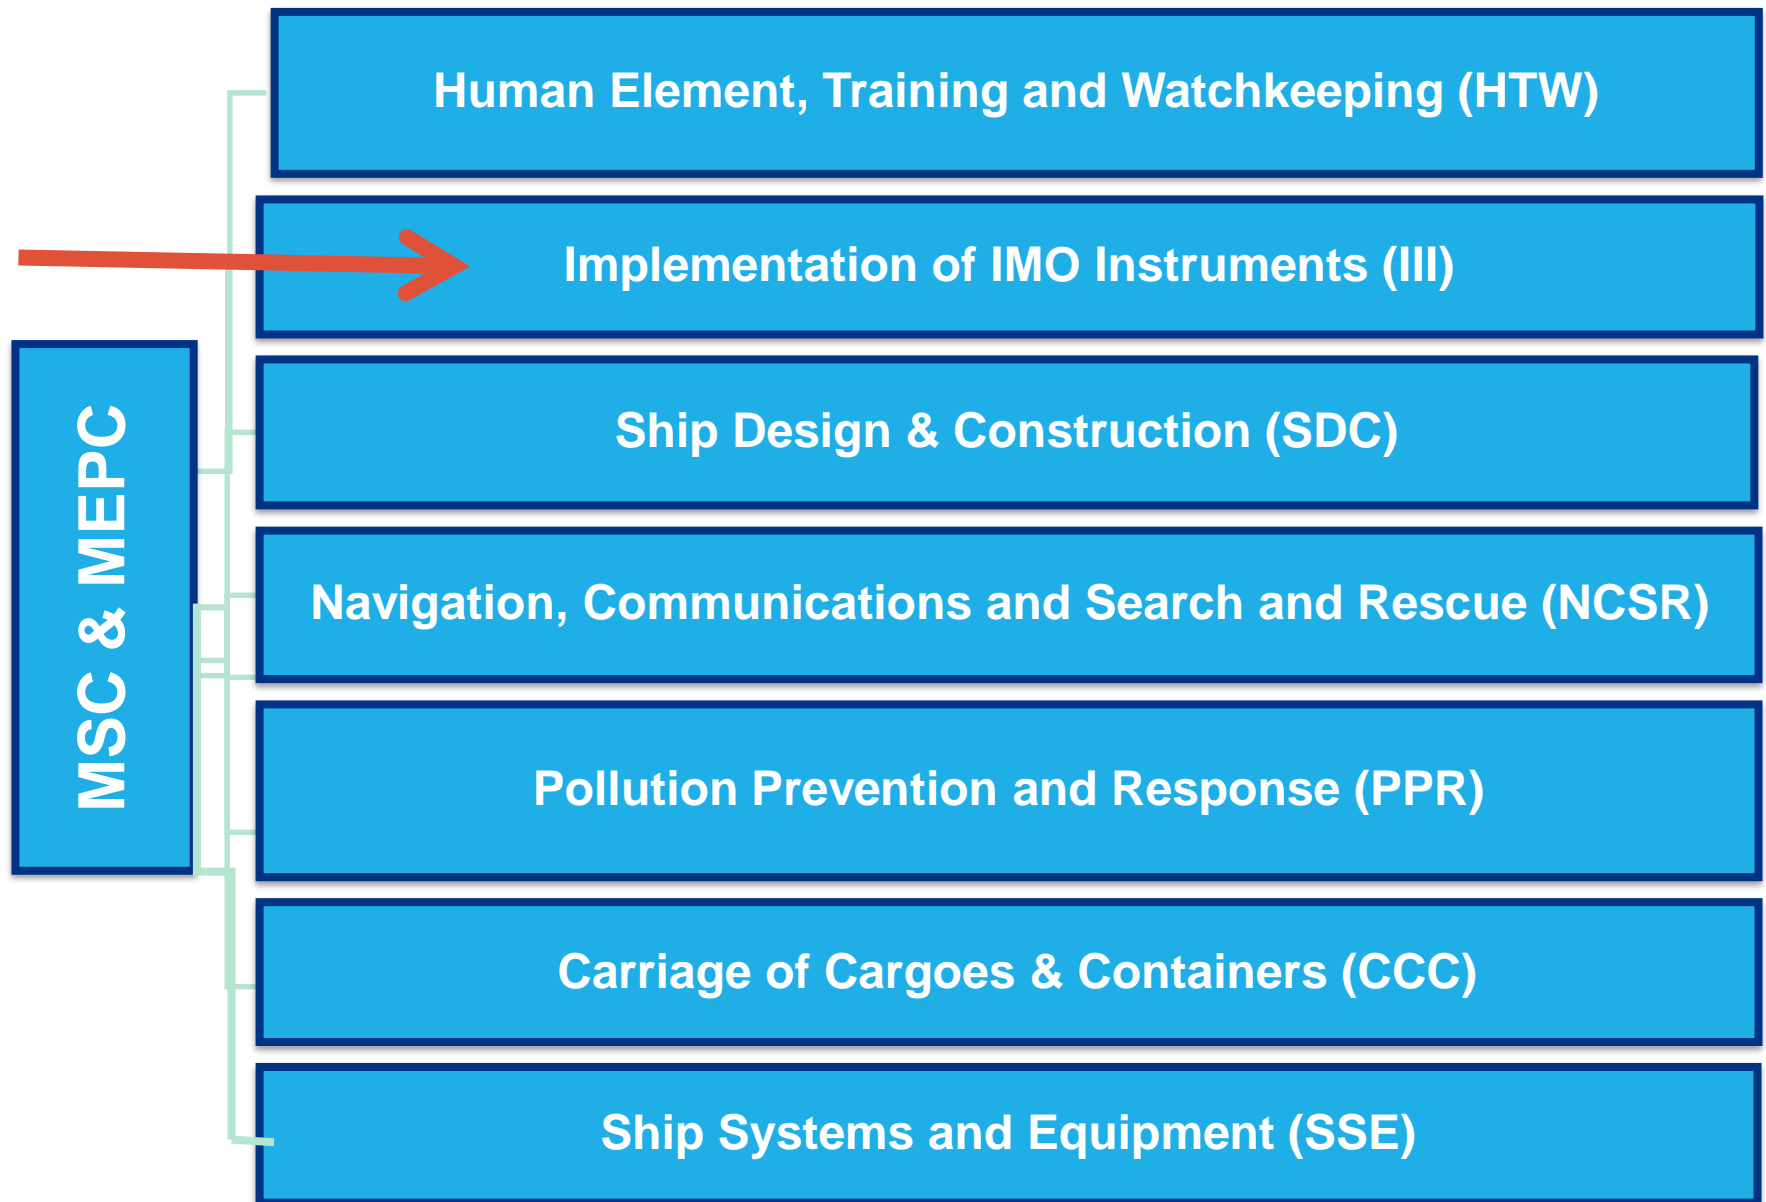 Human Element, Training and Watchkeeping (HTW)
Implementation of IMO Instruments (III)
MSC & MEPC
Ship Design & Construction (SDC)
Navigation, Communications and Search and Rescue (NCSR)
Pollution Prevention and Response (PPR)
Carriage of Cargoes & Containers (CCC)
Ship Systems and Equipment (SSE)